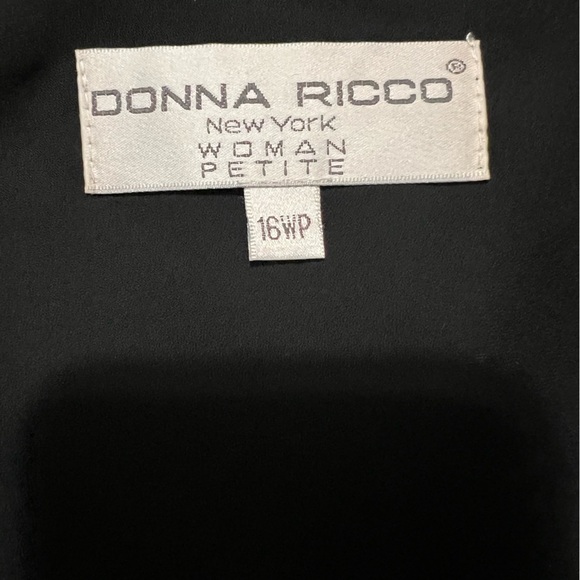 DONNA RICCO®
New York
WOMAN
PETITE
16WP